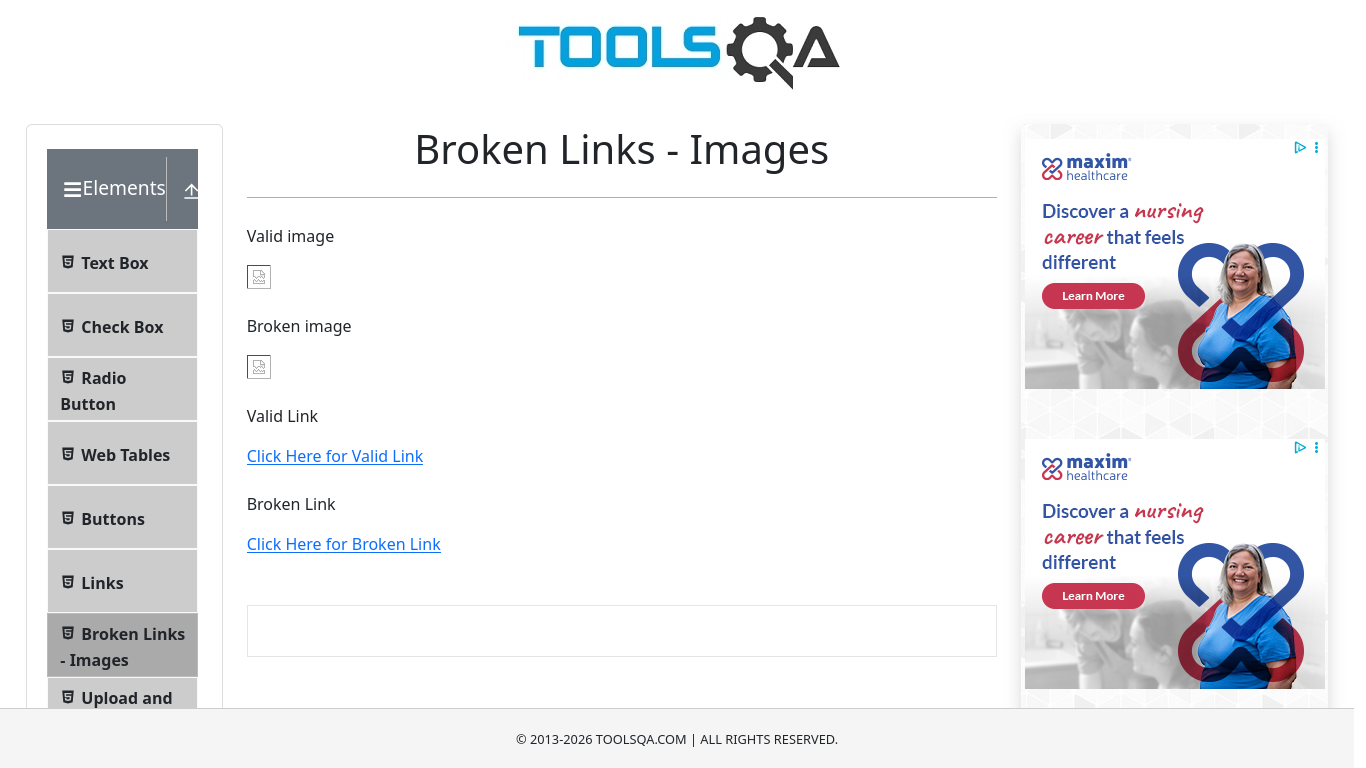 TOOLSQA
Elements
Text Box
Check Box
Radio
Button
Web Tables
Buttons
Links
Broken Links
- Images
Upload and
Broken Links - Images
Valid image
Broken image
Valid Link
Click Here for Valid Link
Broken Link
Click Here for Broken Link
maxim
healthcare
Discover a nursing
career that feels
different
Learn More
maxim
healthcare
Discover a nursing
career that feels
different
Learn More
© 2013-2026 TOOLSQA.COM | ALL RIGHTS RESERVED.